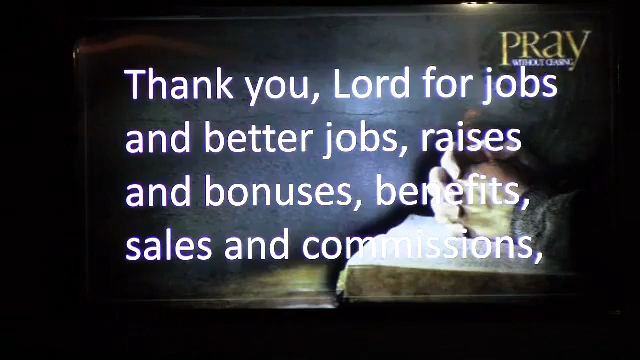 PRay
WITHOUT CEASING
Thank you, Lord for jobs
and better jobs, raises
and bonuses, benefits,
sales and commissions,